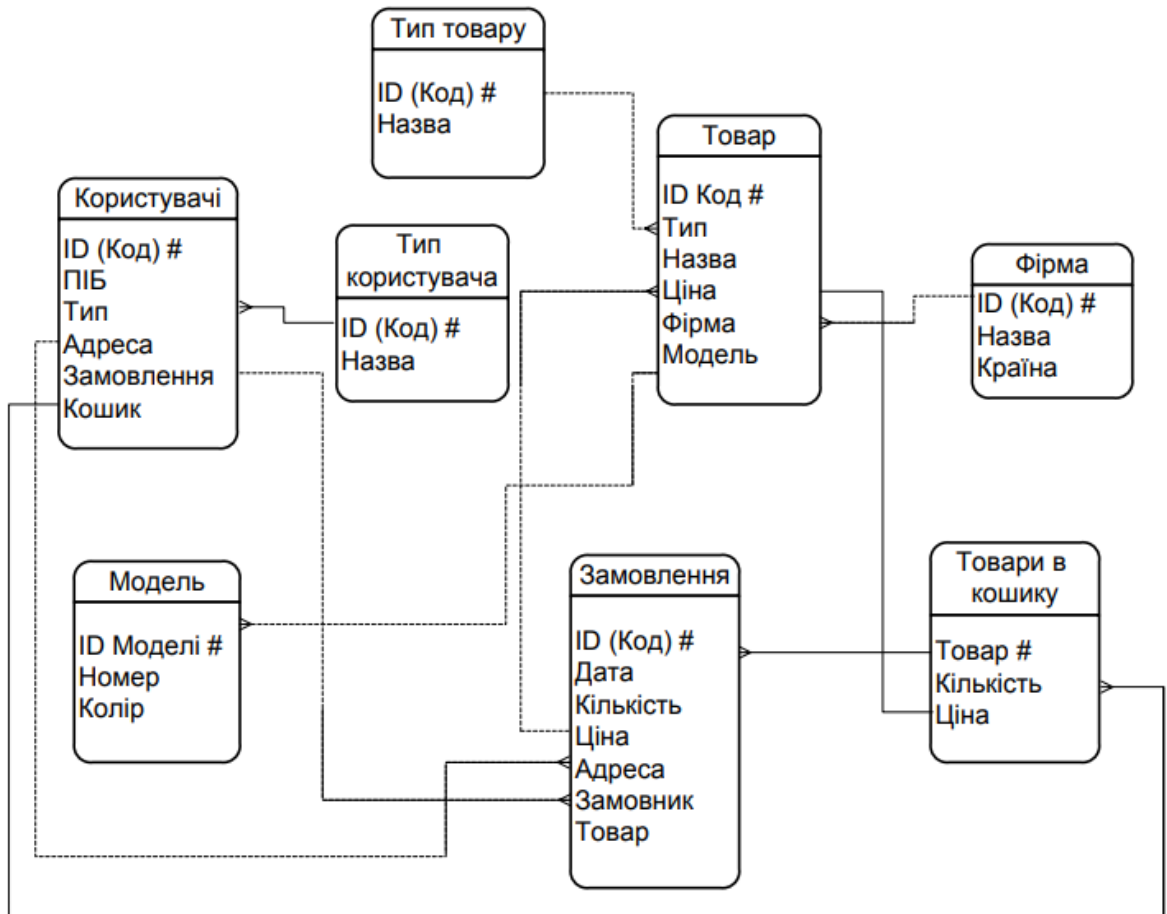 Тип товару
ID (Код) #
Назва
Товар
ID Код #
Тип
Назва
Ціна
Фірма
Модель
Користувачі
ID (Код) #
ПІБ
Тип
Адреса
Замовлення
Кошик
Тип
користувача
ID (Код) #
Назва
Фірма
ID (Код) #
Назва
Країна
Модель
ID Моделі #
Номер
Колір
Замовлення
ID (Код) #
Дата
Кількість
Ціна
Адреса
Замовник
Товар
Товари в
кошику
Товар #
Кількість
Ціна